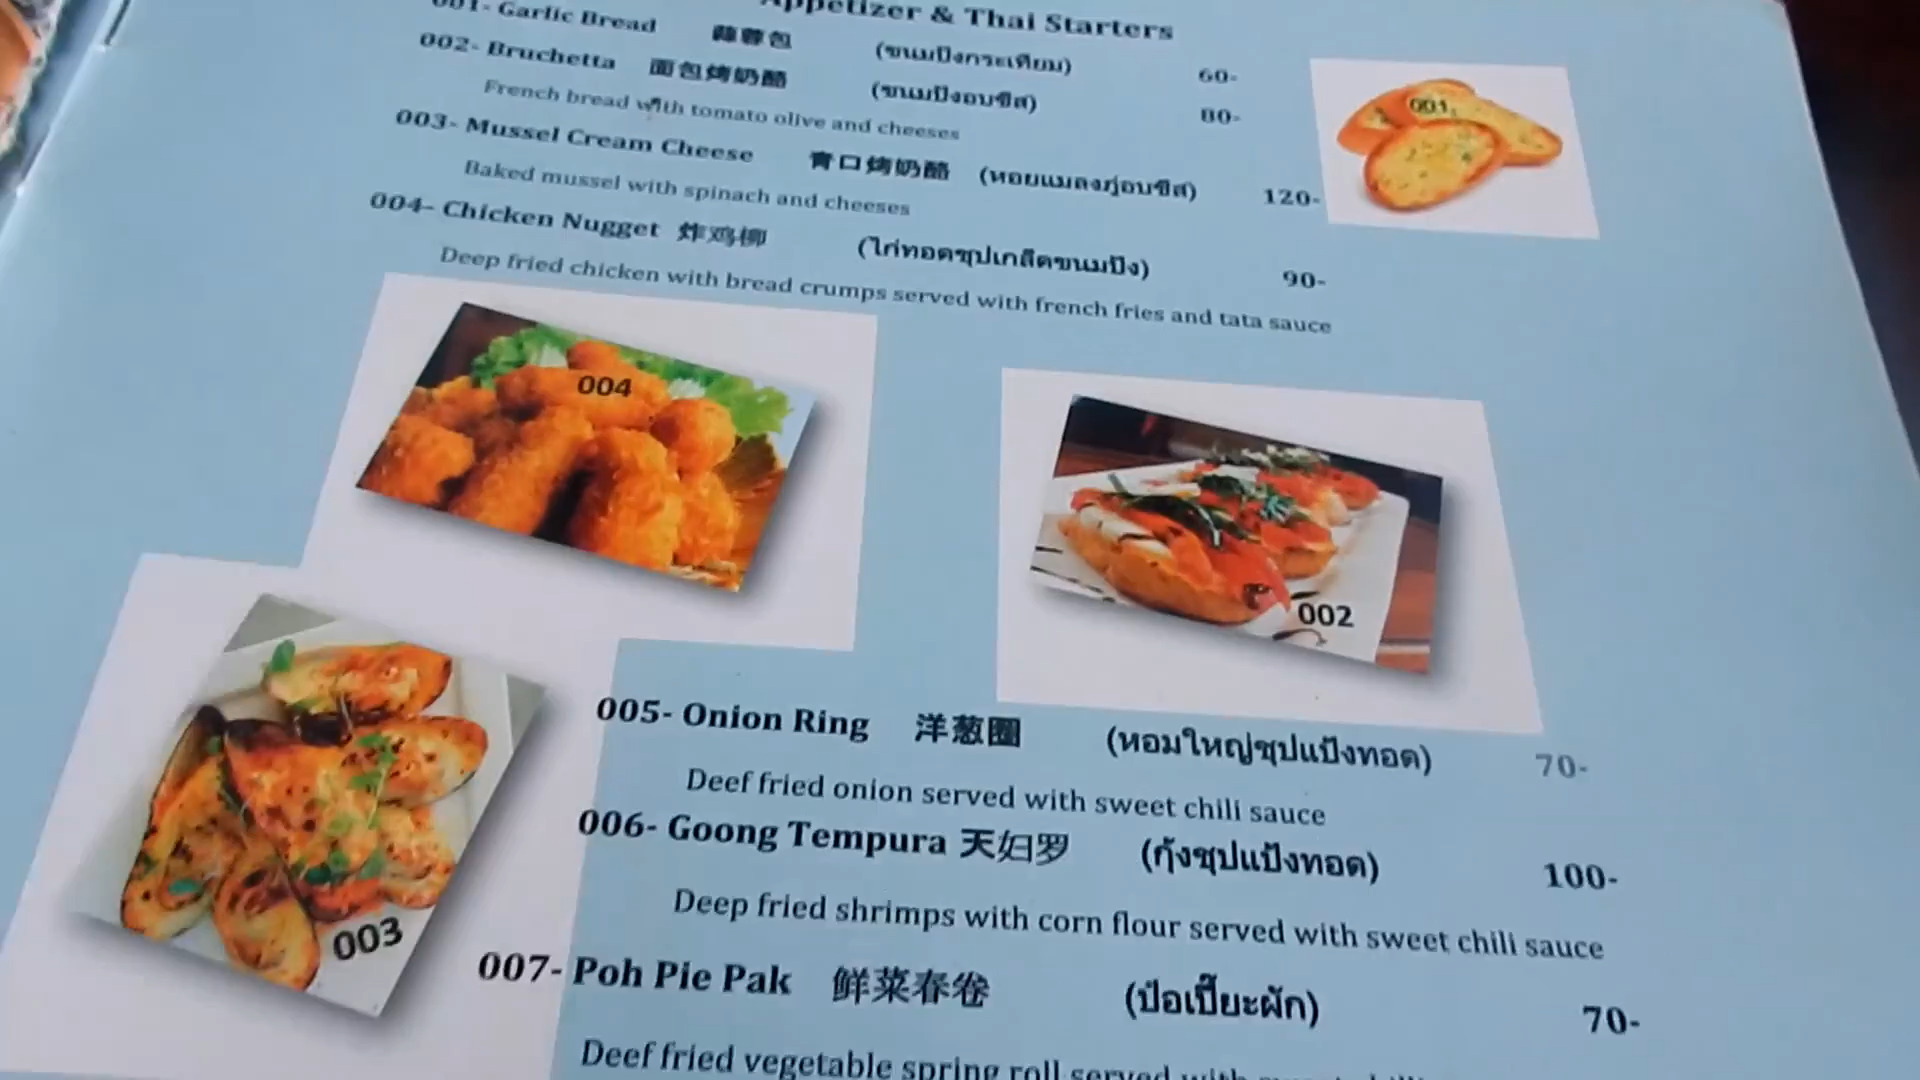 Appetizer & Thai Starters
001- Garlic Bread 蒜蓉包 (ขนมปังกระเทียม) 60-
002- Bruchetta 面包烤奶酪 (ขนมปังอบชีส) 80-
French bread with tomato olive and cheeses
003- Mussel Cream Cheese 青口烤奶酪 (หอยแมลงภู่อบชีส) 120-
Baked mussel with spinach and cheeses
004- Chicken Nugget 炸鸡柳 (ไก่ทอดชุปเกล็ดขนมปัง) 90-
Deep fried chicken with bread crumps served with french fries and tata sauce
001
004
002
003
005- Onion Ring 洋葱圈 (หอมใหญ่ชุปแป้งทอด) 70-
Deef fried onion served with sweet chili sauce
006- Goong Tempura 天妇罗 (กุ้งชุปแป้งทอด) 100-
Deep fried shrimps with corn flour served with sweet chili sauce
007- Poh Pie Pak 鲜菜春卷 (ป่อเปี๊ยะผัก) 70-
Deef fried vegetable spring roll served with